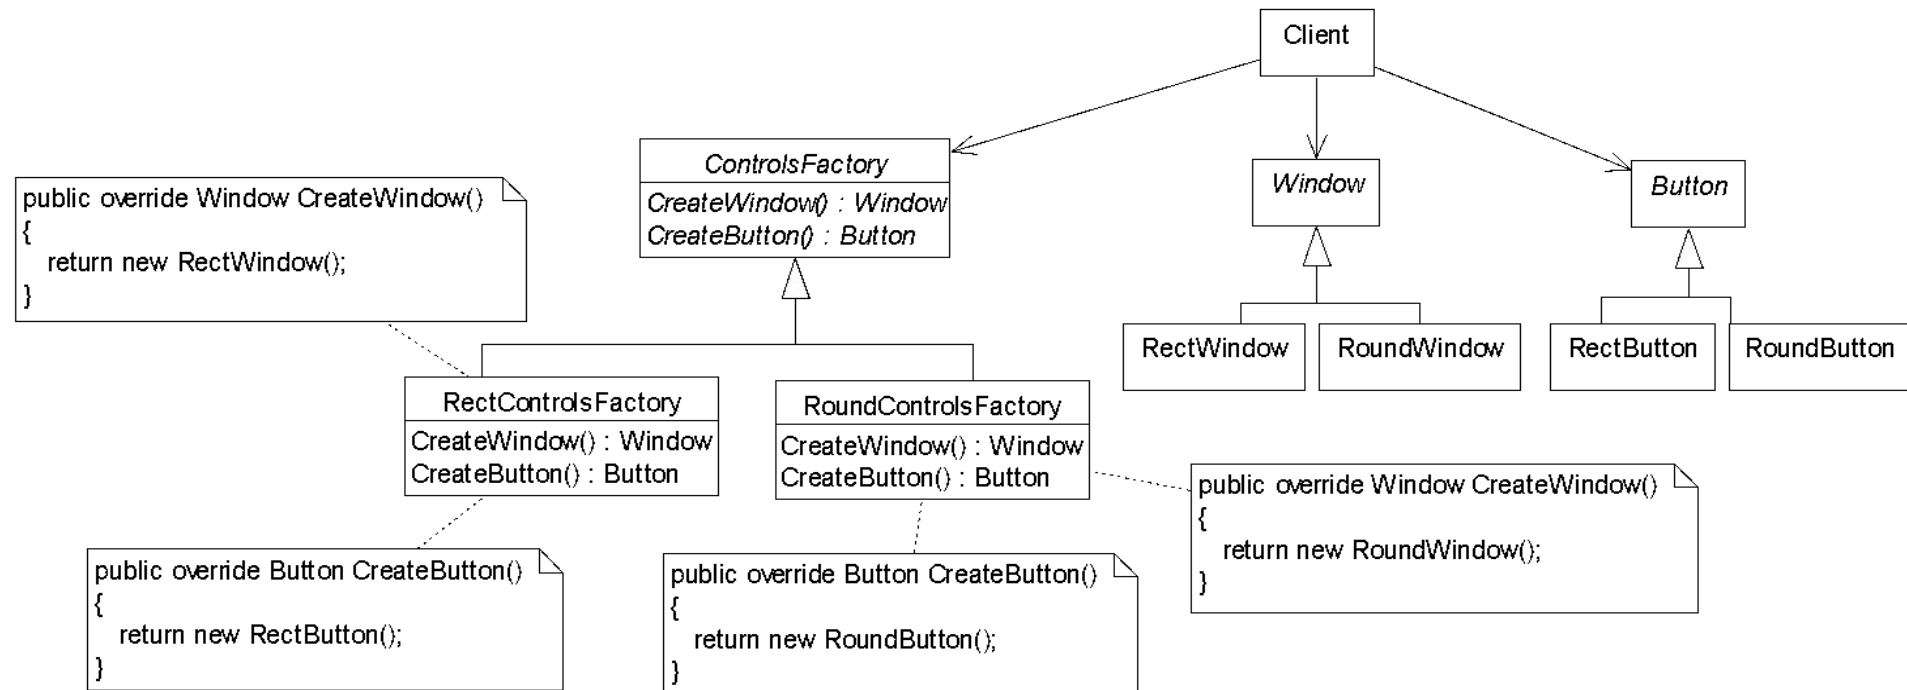 Client
ControlsFactory
CreateWindow() : Window
CreateButton() : Button
Window
Button
public override Window CreateWindow()
{
return new RectWindow();
}
RectWindow
RoundWindow
RectButton
RoundButton
RectControlsFactory
CreateWindow() : Window
CreateButton() : Button
RoundControlsFactory
CreateWindow() : Window
CreateButton() : Button
public override Window CreateWindow()
{
return new RoundWindow();
}
public override Button CreateButton()
{
return new RectButton();
}
public override Button CreateButton()
{
return new RoundButton();
}